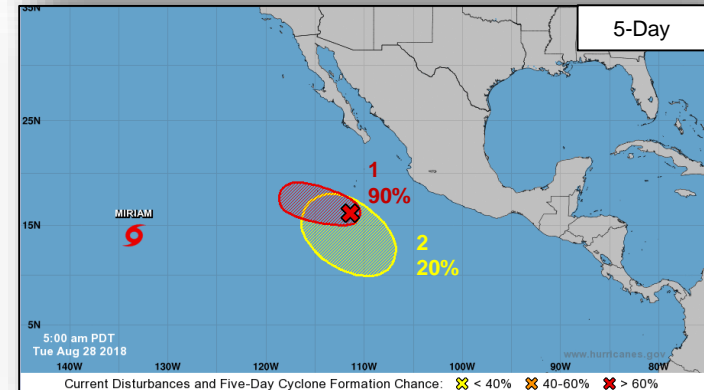 35N
5-Day
25N
1
90%
MIRIAM
15N
2
20%
5N
5:00 am PDT
Tue Aug 28 2018
www.hurricanes.gov
140W 130W 120W 110W 100W 90W 80W
Current Disturbances and Five-Day Cyclone Formation Chance: < 40% 40-60% > 60%